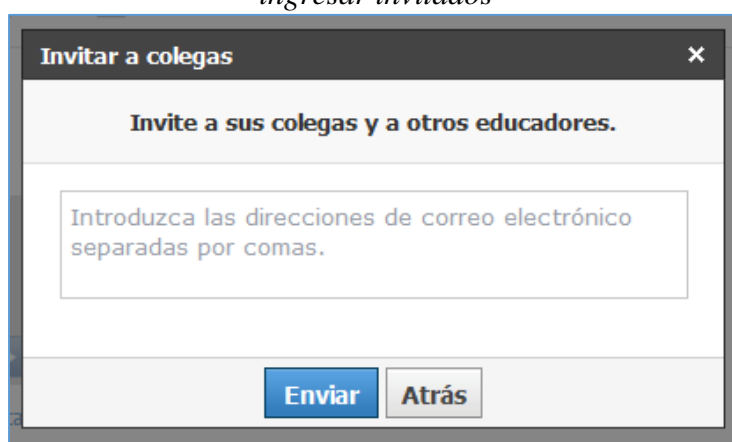 ingresar invitados
Invitar a colegas ×
Invite a sus colegas y a otros educadores.
Introduzca las direcciones de correo electrónico
separadas por comas.
Enviar Atrás